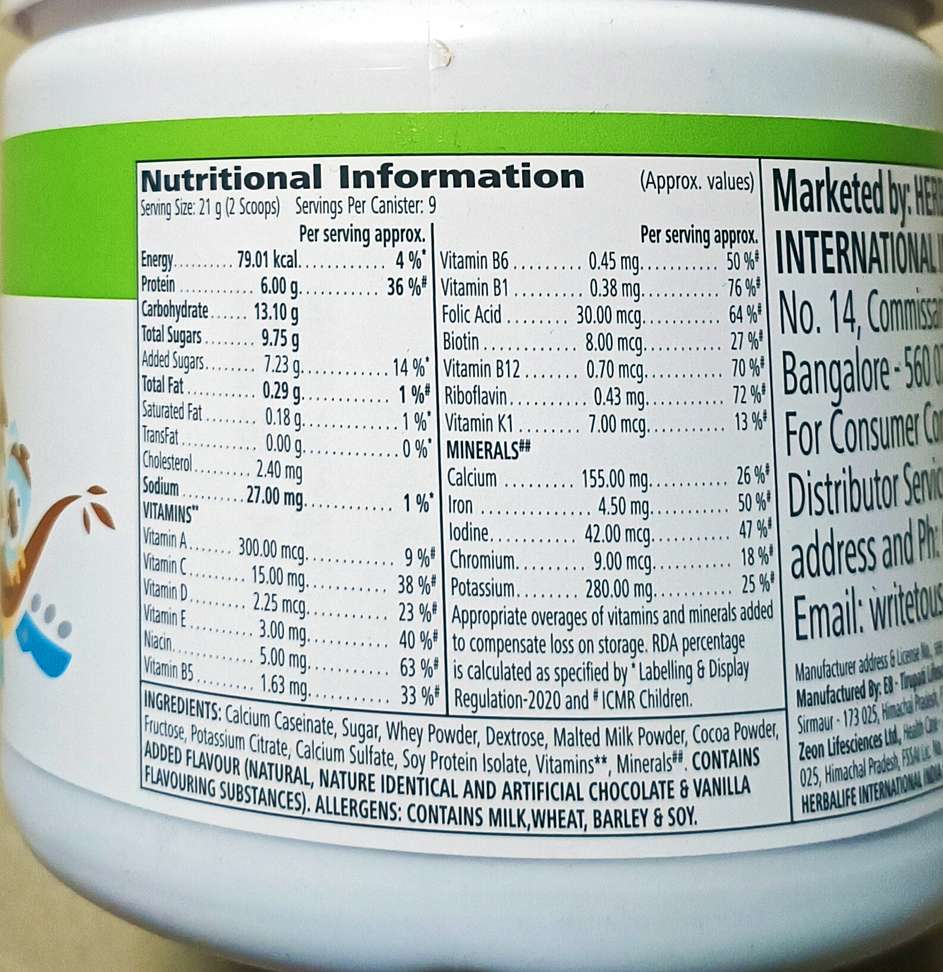 Nutritional Information (Approx. values)
Serving Size: 21 g (2 Scoops) Servings Per Canister: 9
Per serving approx.
Energy.............. 79.01 kcal............. 4 %*
Protein ................ 6.00 g............. 36 %#
Carbohydrate....... 13.10 g
Total Sugars ......... 9.75 g
Added Sugars......... 7.23 g............. 14 %*
Total Fat .............. 0.29 g............. 1 %#
Saturated Fat ......... 0.18 g............. 1 %*
TransFat............... 0.00 g............. 0 %*
Cholesterol........... 2.40 mg
Sodium ............. 27.00 mg............. 1 %*
VITAMINS**
Vitamin A........ 300.00 mcg............. 9 %#
Vitamin C.......... 15.00 mg............. 38 %#
Vitamin D.......... 2.25 mcg............. 23 %#
Vitamin E........... 3.00 mg............. 40 %#
Niacin............... 5.00 mg............. 63 %#
Vitamin B5.......... 1.63 mg............. 33 %#
Per serving approx.
Vitamin B6 .......... 0.45 mg............. 50 %#
Vitamin B1 .......... 0.38 mg............. 76 %#
Folic Acid ........ 30.00 mcg............. 64 %#
Biotin .............. 8.00 mcg............. 27 %#
Vitamin B12 ....... 0.70 mcg............. 70 %#
Riboflavin........... 0.43 mg............. 72 %#
Vitamin K1 ......... 7.00 mcg............. 13 %#
MINERALS##
Calcium .......... 155.00 mg............. 26 %#
Iron ................. 4.50 mg............. 50 %#
Iodine............. 42.00 mcg............. 47 %#
Chromium.......... 9.00 mcg............. 18 %#
Potassium........ 280.00 mg............. 25 %#
Appropriate overages of vitamins and minerals added
to compensate loss on storage. RDA percentage
is calculated as specified by * Labelling & Display
Regulation-2020 and # ICMR Children.
INGREDIENTS: Calcium Caseinate, Sugar, Whey Powder, Dextrose, Malted Milk Powder, Cocoa Powder,
Fructose, Potassium Citrate, Calcium Sulfate, Soy Protein Isolate, Vitamins**, Minerals##. CONTAINS
ADDED FLAVOUR (NATURAL, NATURE IDENTICAL AND ARTIFICIAL CHOCOLATE & VANILLA
FLAVOURING SUBSTANCES). ALLERGENS: CONTAINS MILK,WHEAT, BARLEY & SOY.
Marketed by:
INTERNATIONAL
No. 14,
Bangalore - 560
For Consumer
Distributor
address and Ph:
Email:
Manufacturer address & License No.
Manufactured By: E8 - Tirupati
Sirmaur - 173 025, Himachal
Zeon Lifesciences Ltd.,
025, Himachal Pradesh,
HERBALIFE INTERNATIONAL